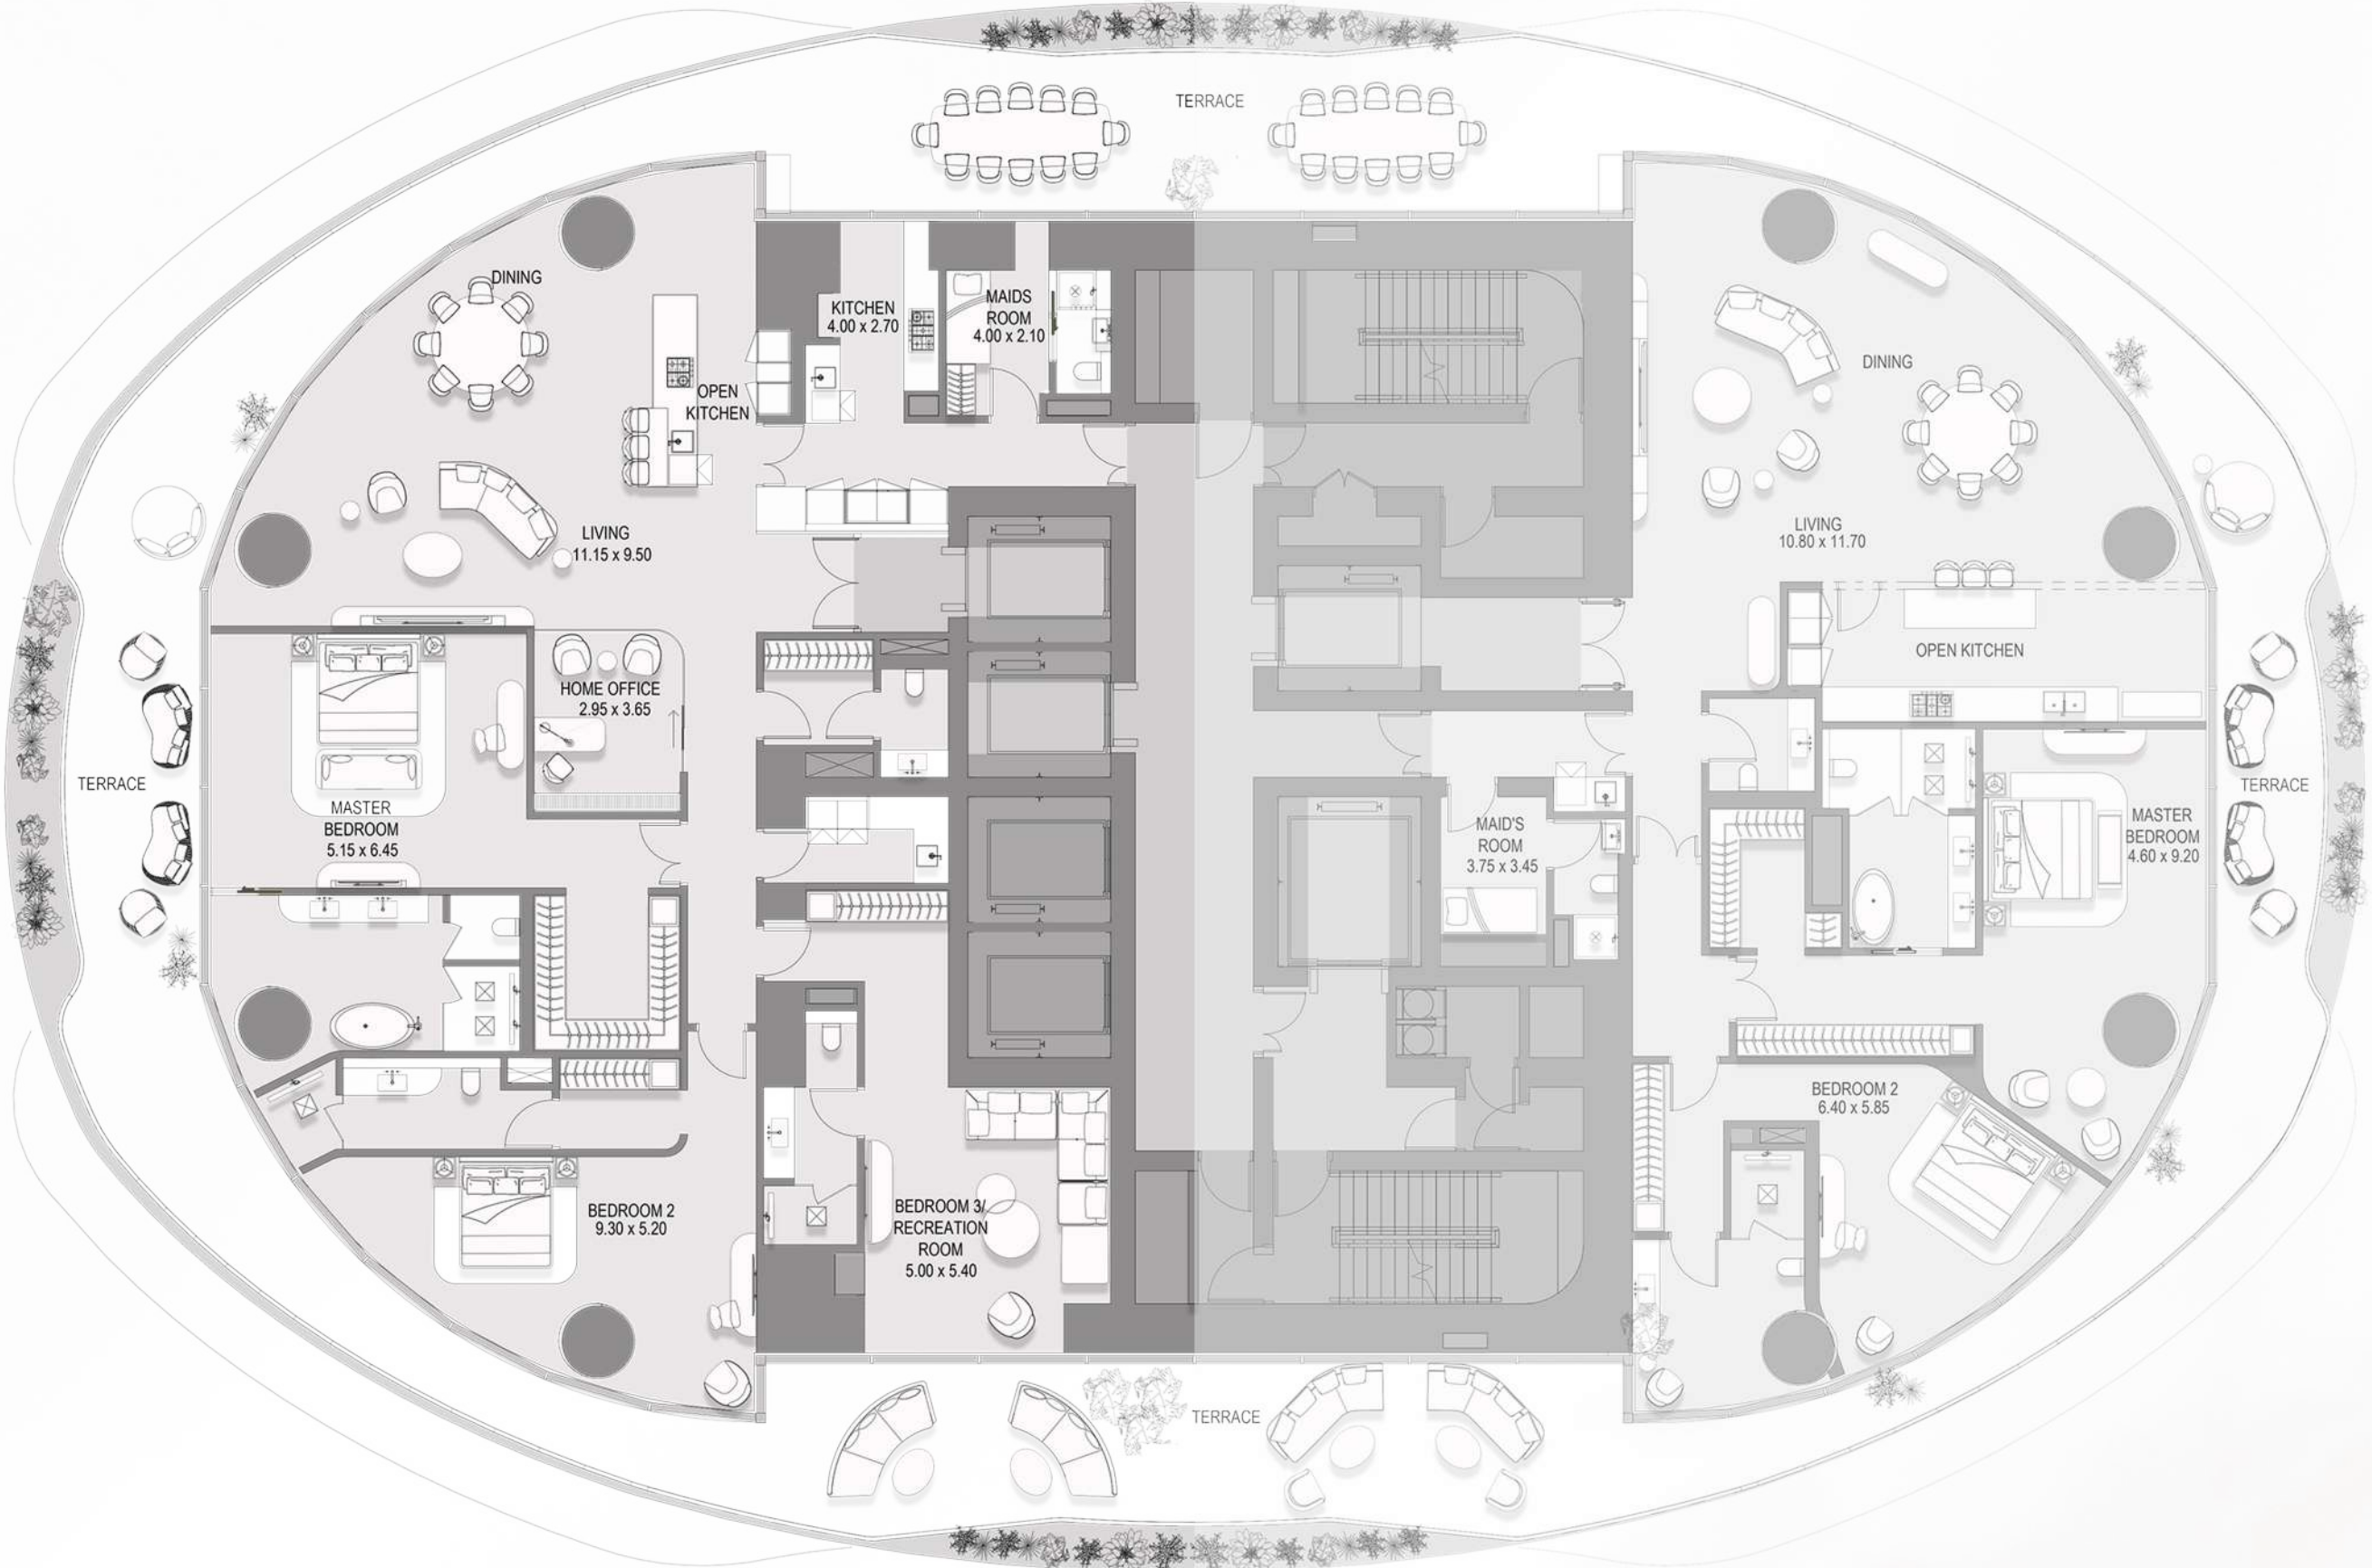 TERRACE
DINING
KITCHEN
4.00 x 2.70
MAIDS
ROOM
4.00 x 2.10
OPEN
KITCHEN
LIVING
11.15 x 9.50
HOME OFFICE
2.95 x 3.65
TERRACE
MASTER
BEDROOM
5.15 x 6.45
BEDROOM 2
9.30 x 5.20
BEDROOM 3/
RECREATION
ROOM
5.00 x 5.40
DINING
LIVING
10.80 x 11.70
OPEN KITCHEN
MAID'S
ROOM
3.75 x 3.45
MASTER
BEDROOM
4.60 x 9.20
TERRACE
BEDROOM 2
6.40 x 5.85
TERRACE